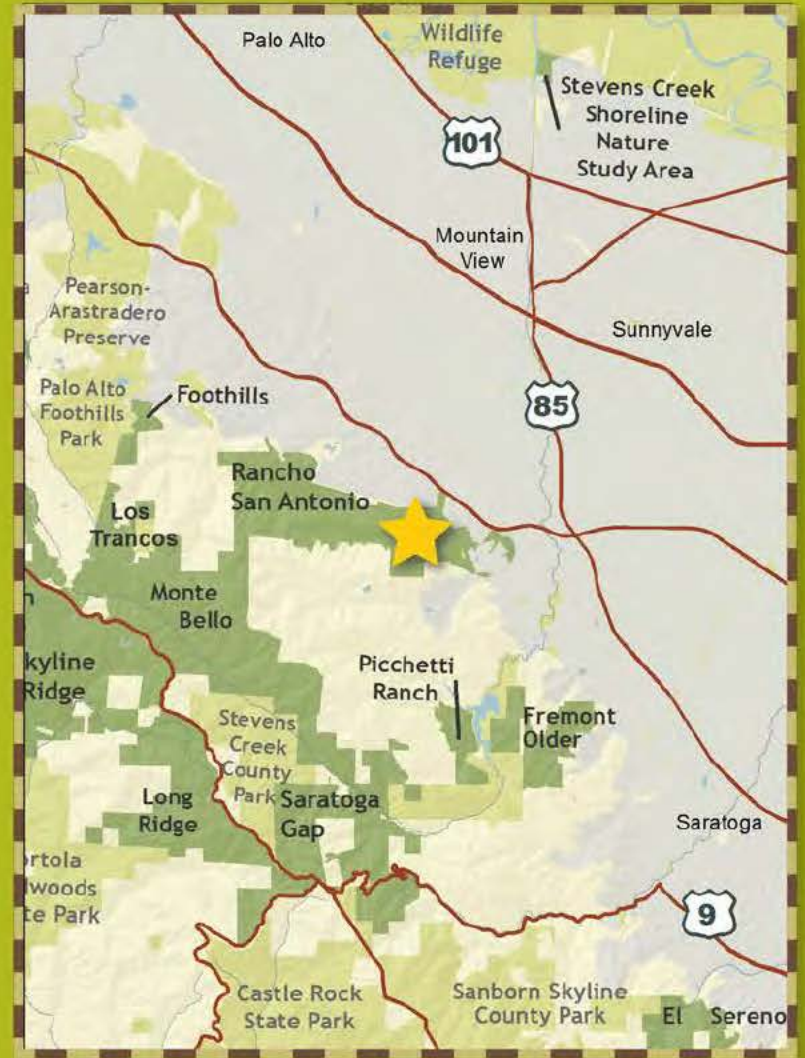 Palo Alto
Wildlife
Refuge
Stevens Creek
Shoreline
Nature
Study Area
101
Mountain
View
Pearson-
Arastradero
Preserve
Sunnyvale
Palo Alto
Foothills
Park
Foothills
85
Rancho
San Antonio
Los
Trancos
Monte
Bello
n
kyline
Ridge
Picchetti
Ranch
Stevens
Creek
County
Park
Fremont
Older
Long
Ridge
Saratoga
Gap
Saratoga
ortola
lwoods
te Park
9
Castle Rock
State Park
Sanborn Skyline
County Park
El Sereno